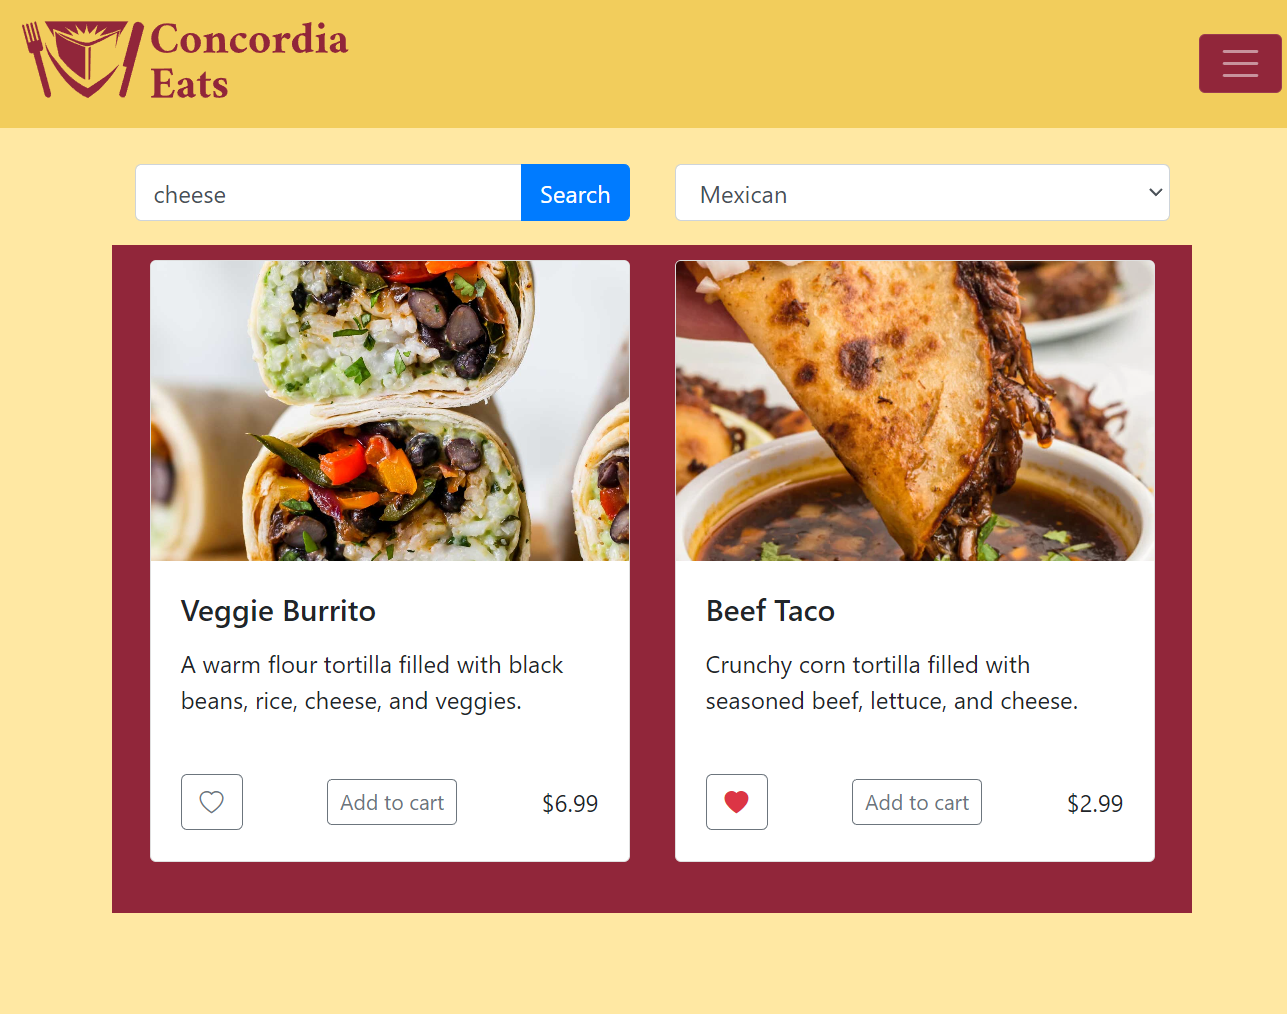 Concordia
Eats
cheese
Search
Mexican
Veggie Burrito
A warm flour tortilla filled with black
beans, rice, cheese, and veggies.
Add to cart
$6.99
Beef Taco
Crunchy corn tortilla filled with
seasoned beef, lettuce, and cheese.
Add to cart
$2.99